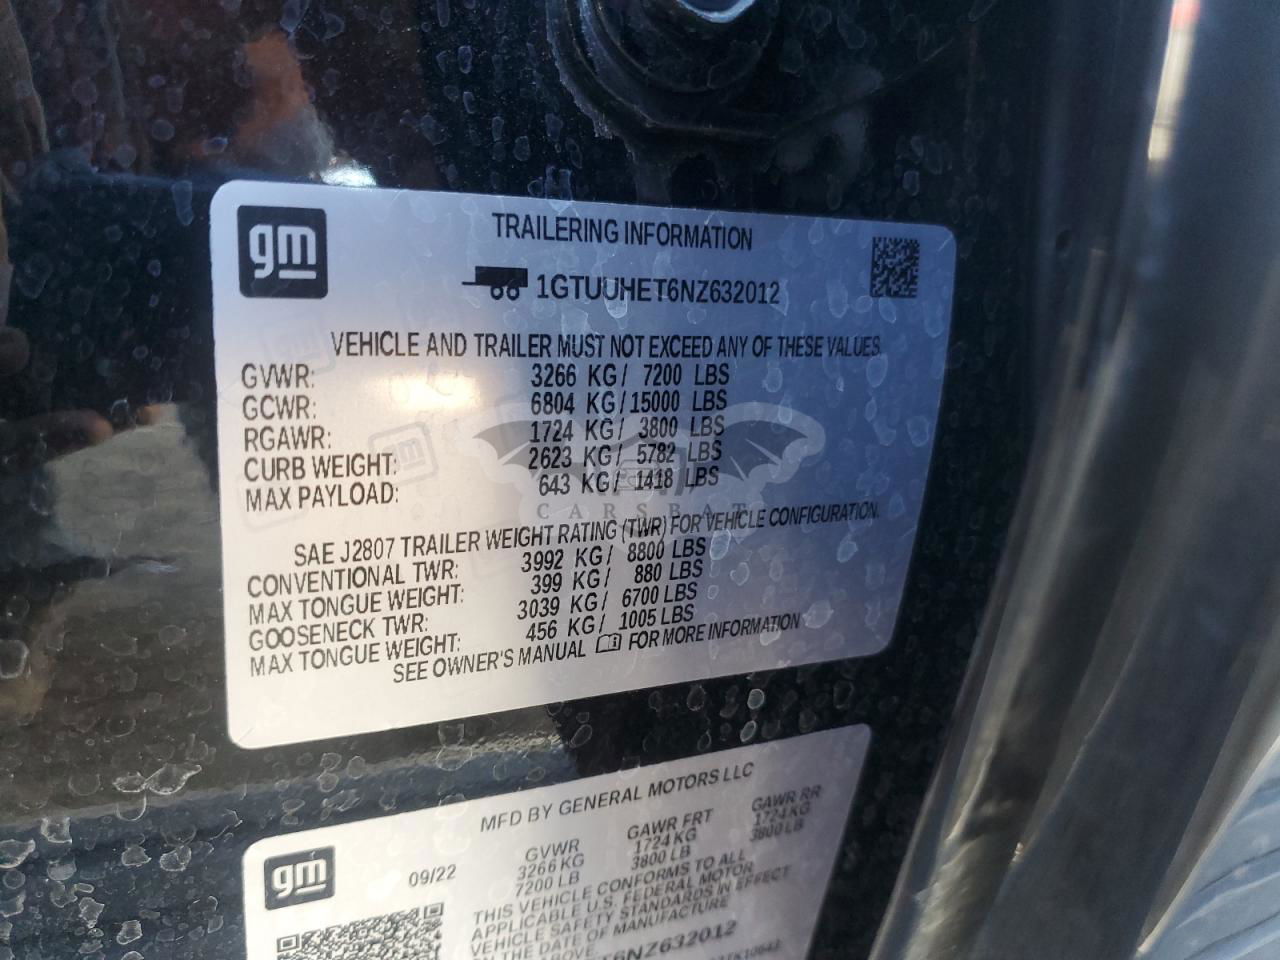 gm
TRAILERING INFORMATION
1GTUUHET6NZ632012
VEHICLE AND TRAILER MUST NOT EXCEED ANY OF THESE VALUES.
GVWR: 3266 KG/ 7200 LBS
GCWR: 6804 KG/15000 LBS
RGAWR: 1724 KG/ 3800 LBS
CURB WEIGHT: 2623 KG/ 5782 LBS
MAX PAYLOAD: 643 KG/ 1418 LBS
CARSBAT
SAE J2807 TRAILER WEIGHT RATING (TWR) FOR VEHICLE CONFIGURATION.
CONVENTIONAL TWR: 3992 KG/ 8800 LBS
MAX TONGUE WEIGHT: 399 KG/ 880 LBS
GOOSENECK TWR: 3039 KG/ 6700 LBS
MAX TONGUE WEIGHT: 456 KG/ 1005 LBS
SEE OWNER'S MANUAL FOR MORE INFORMATION
MFD BY GENERAL MOTORS LLC
gm
09/22
GVWR GAWR FRT GAWR RR
3266 KG 1724 KG 1724 KG
7200 LB 3800 LB 3800 LB
THIS VEHICLE CONFORMS TO ALL
APPLICABLE U.S. FEDERAL MOTOR
VEHICLE SAFETY STANDARDS IN EFFECT
ON THE DATE OF MANUFACTURE
SHOWN ABOVE.
T6NZ632012